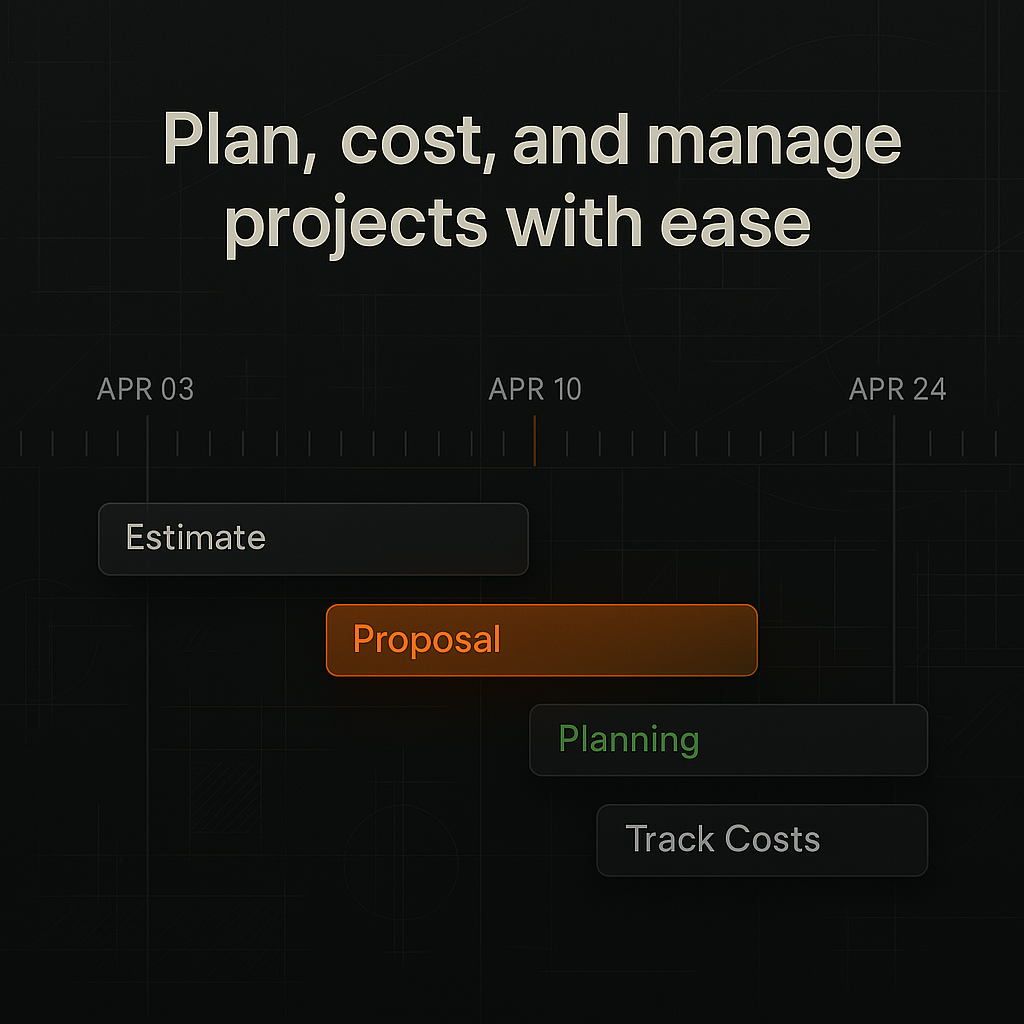 Plan, cost, and manage
projects with ease
APR 03 APR 10 APR 24
Estimate
Proposal
Planning
Track Costs